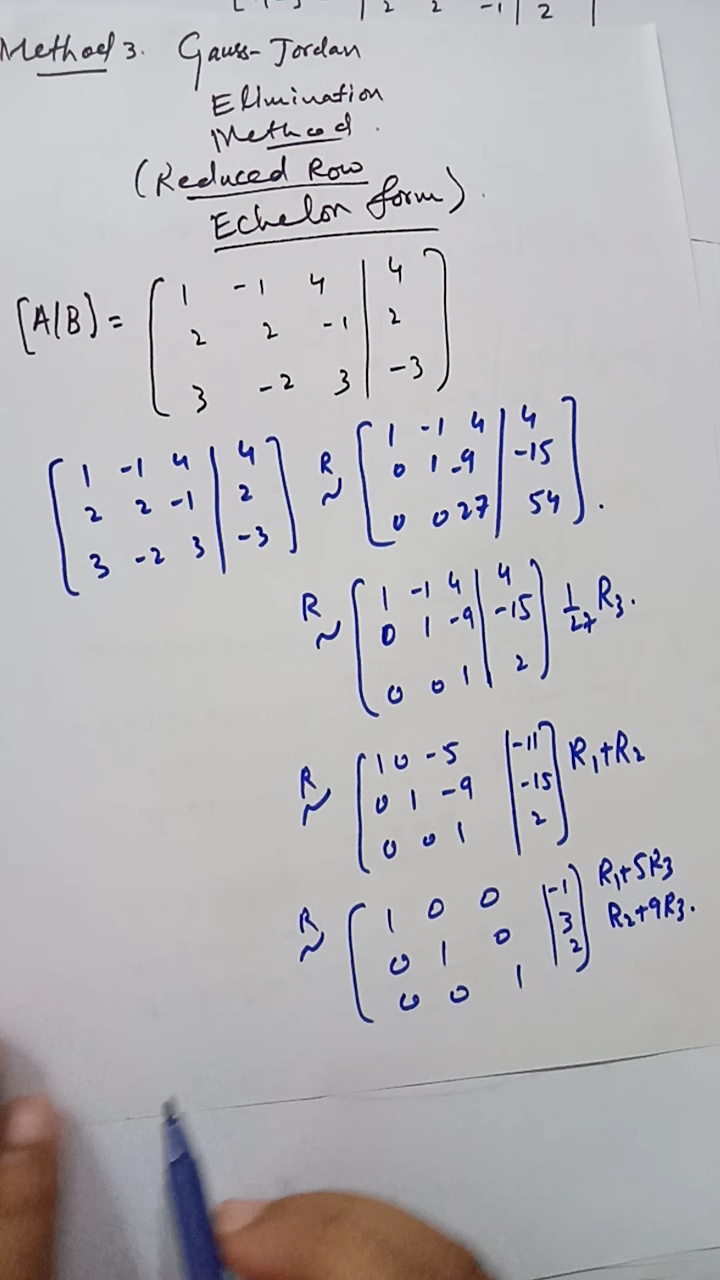 2 2 -1 | 2
Method 3. Gauss-Jordan
Elimination
Method.
(Reduced Row
Echelon form).
[A|B] = [ 1 -1 4 | 4
2 2 -1 | 2
3 -2 3 | -3 ]
[ 1 -1 4 | 4
2 2 -1 | 2
3 -2 3 | -3 ]
R ~ [ 1 -1 4 | 4
0 1 -9 | -15
0 0 27 | 54 ].
R ~ [ 1 -1 4 | 4
0 1 -9 | -15
0 0 1 | 2 ] 1/27 R3.
R ~ [ 1 0 -5 | -11
0 1 -9 | -15
0 0 1 | 2 ] R1+R2
R ~ [ 1 0 0 | -1
0 1 0 | 3
0 0 1 | 2 ] R1+5R3
R2+9R3.